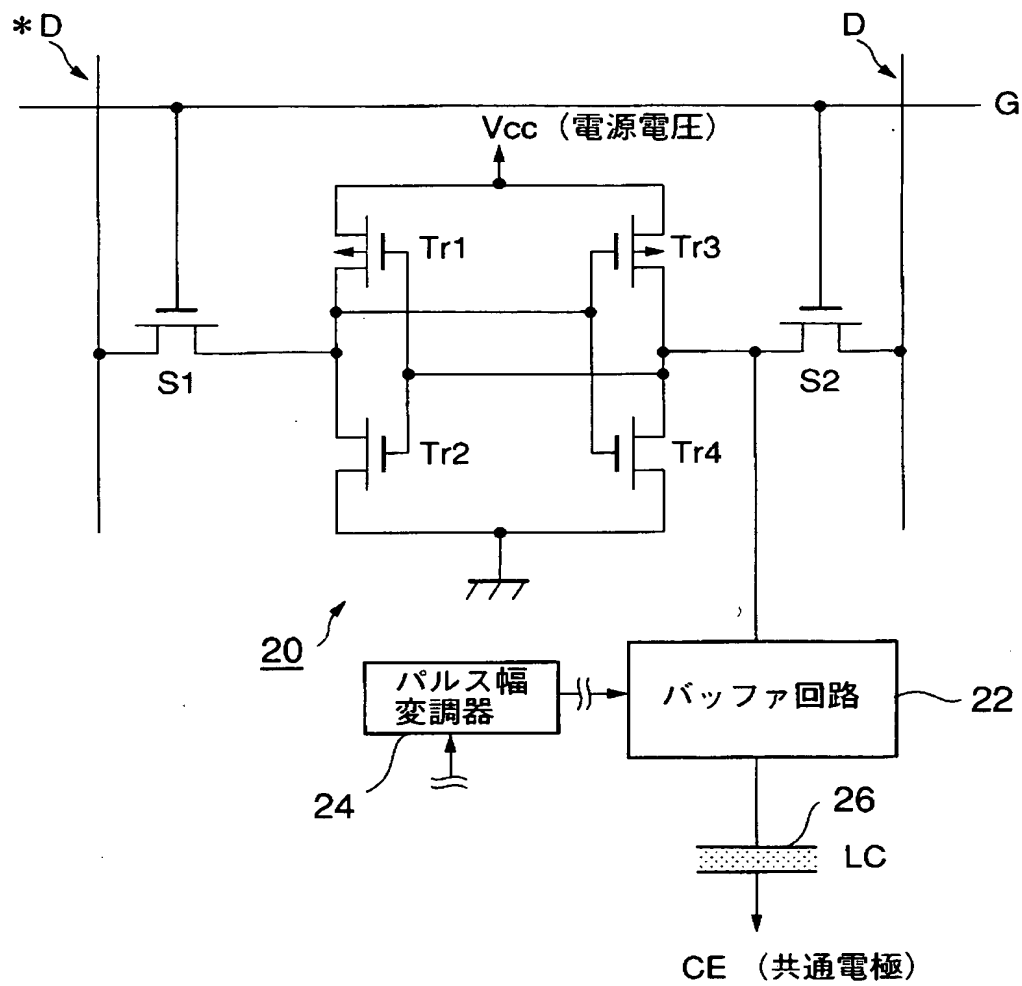 *D
D
G
Vcc（電源電圧）
Tr1
Tr3
S1
S2
Tr2
Tr4
20
パルス幅
変調器
バッファ回路
22
24
26
LC
CE （共通電極）